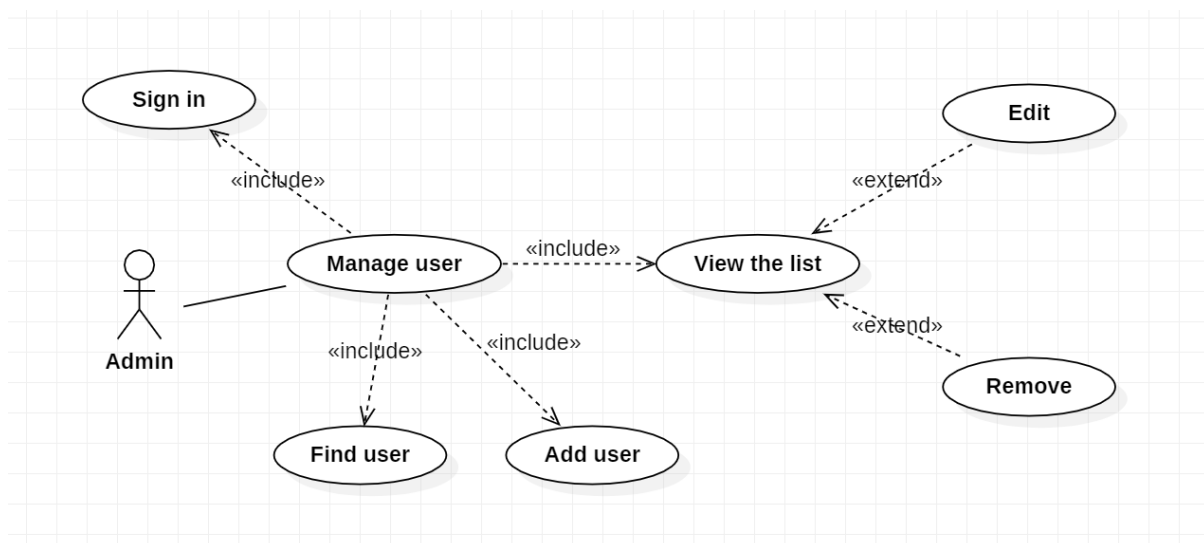 Sign in
Edit
«include»
«extend»
Manage user
«include»
View the list
Admin
«include»
«include»
«extend»
Remove
Find user
Add user